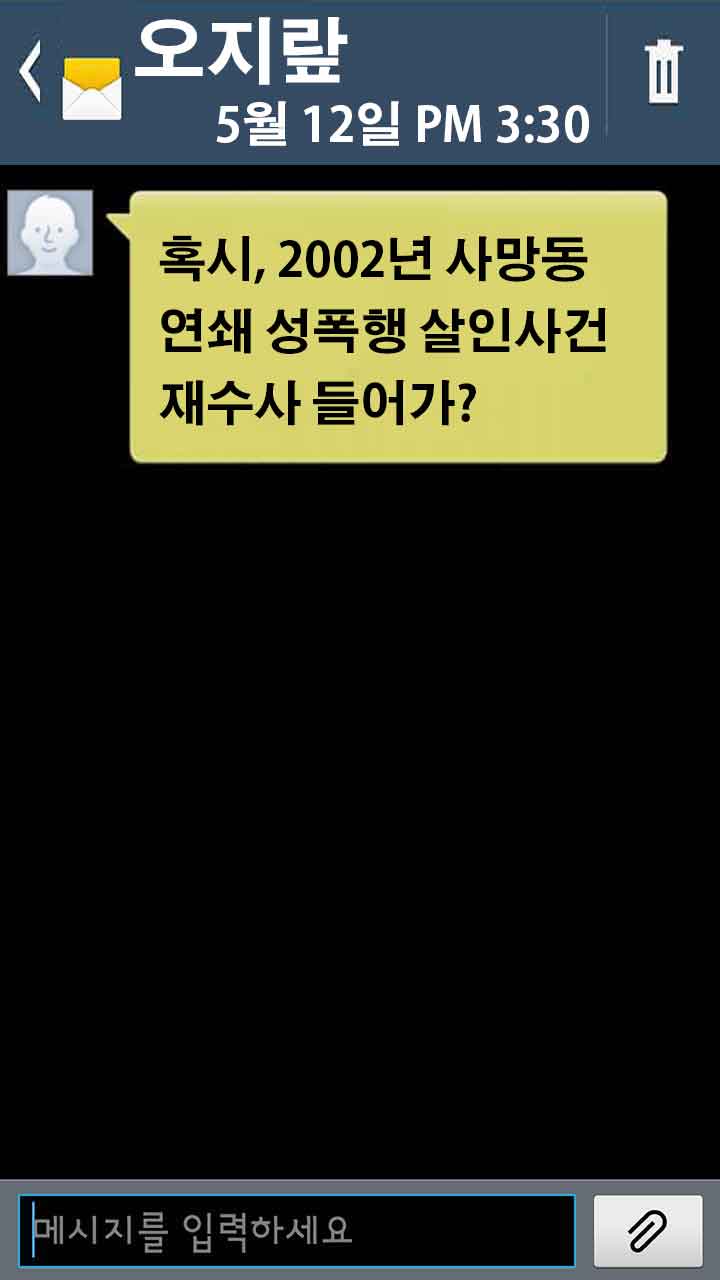 오지랖
5월 12일 PM 3:30
혹시, 2002년 사망동
연쇄 성폭행 살인사건
재수사 들어가?
메시지를 입력하세요